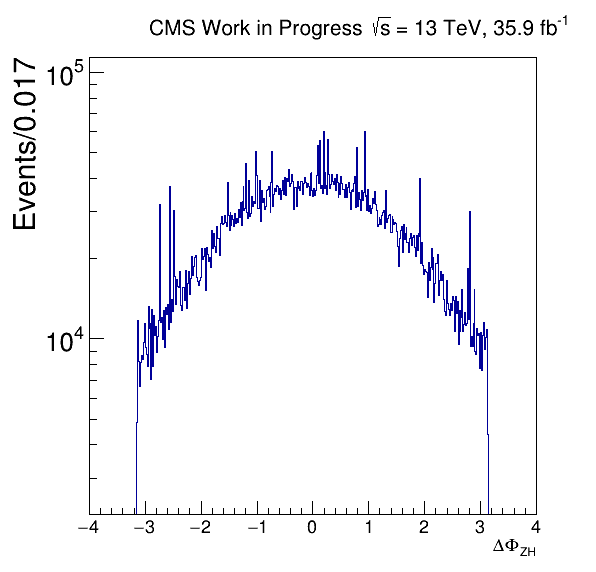 CMS Work in Progress √s = 13 TeV, 35.9 fb⁻¹
Events/0.017
10⁵
10⁴
−4 −3 −2 −1 0 1 2 3 4
ΔΦ_ZH